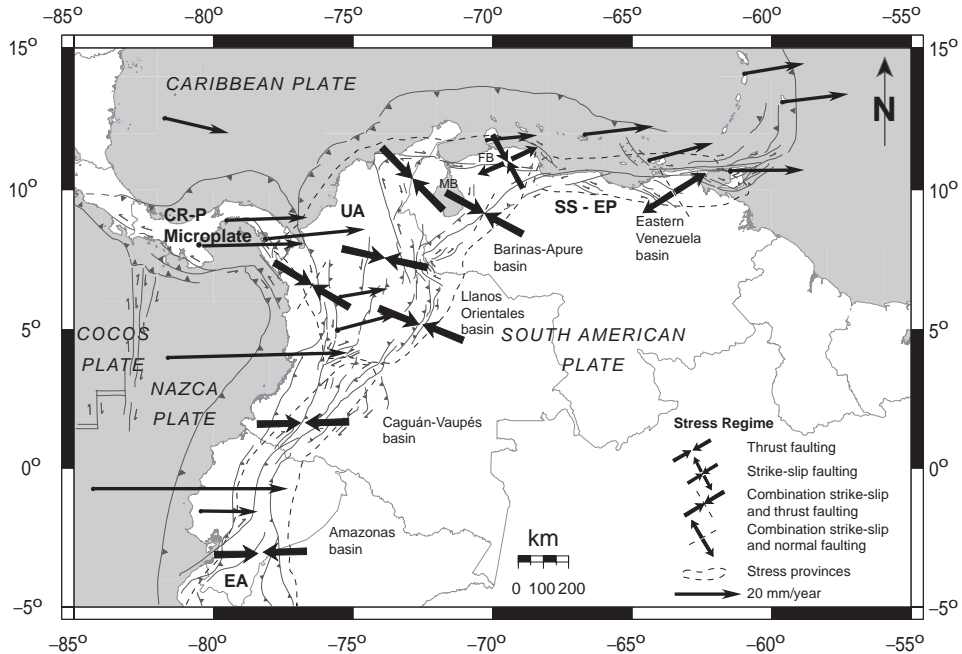 −85 −80 −75 −70 −65 −60 −55
15° 15°
CARIBBEAN PLATE
N
FB
MB
10° 10°
CR-P
Microplate
UA
SS - EP
Eastern
Venezuela
basin
Barinas-Apure
basin
Llanos
Orientales
basin
5° 5°
COCOS
PLATE
SOUTH AMERICAN
PLATE
NAZCA
PLATE
Caguán-Vaupés
basin
Stress Regime
Thrust faulting
Strike-slip faulting
Combination strike-slip
and thrust faulting
Combination strike-slip
and normal faulting
Stress provinces
20 mm/year
0° 0°
Amazonas
basin
km
0 100 200
EA
−5° −5°
−85 −80 −75 −70 −65 −60 −55